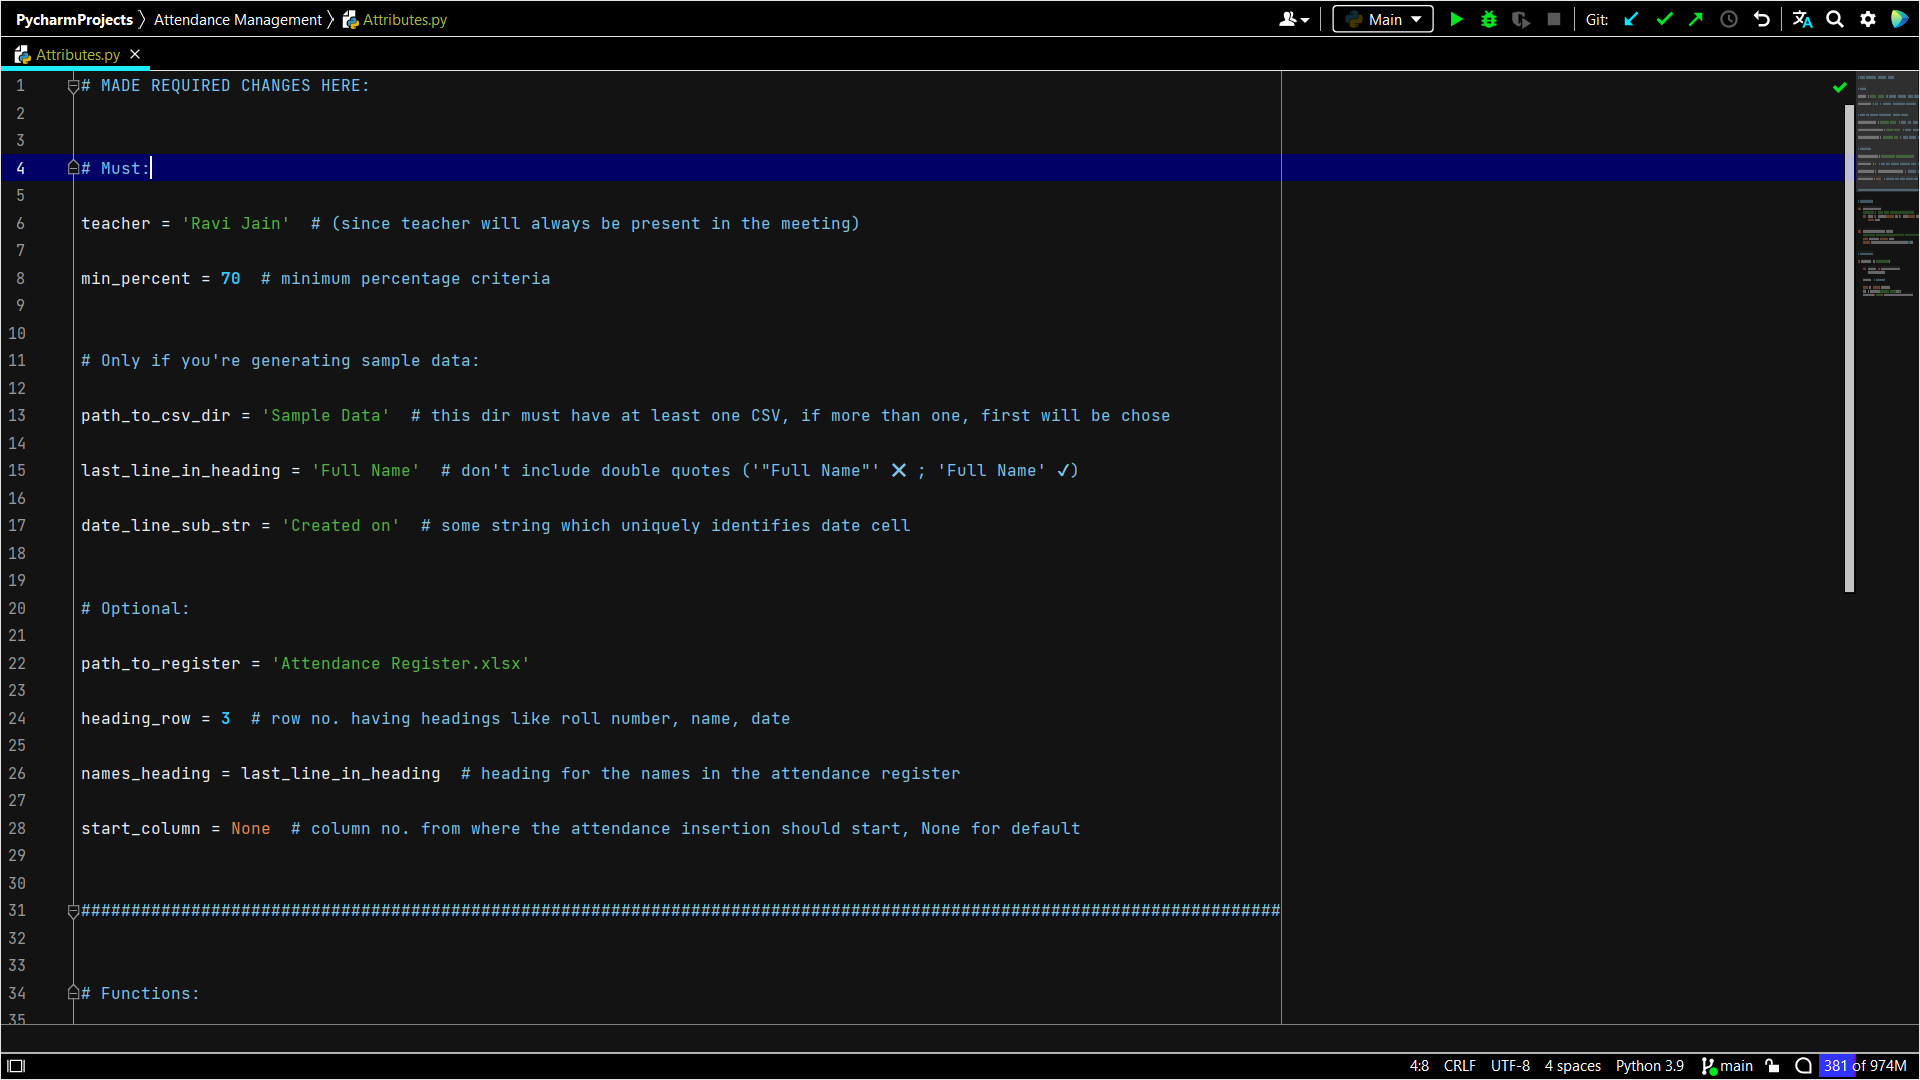 PycharmProjects 〉 Attendance Management 〉 Attributes.py
Main
Git:
Attributes.py
1 # MADE REQUIRED CHANGES HERE:
2
3
4 # Must:
5
6 teacher = 'Ravi Jain'  # (since teacher will always be present in the meeting)
7
8 min_percent = 70  # minimum percentage criteria
9
10
11 # Only if you're generating sample data:
12
13 path_to_csv_dir = 'Sample Data'  # this dir must have at least one CSV, if more than one, first will be chose
14
15 last_line_in_heading = 'Full Name'  # don't include double quotes ('"Full Name"' ❌ ; 'Full Name' ✓)
16
17 date_line_sub_str = 'Created on'  # some string which uniquely identifies date cell
18
19
20 # Optional:
21
22 path_to_register = 'Attendance Register.xlsx'
23
24 heading_row = 3  # row no. having headings like roll number, name, date
25
26 names_heading = last_line_in_heading  # heading for the names in the attendance register
27
28 start_column = None  # column no. from where the attendance insertion should start, None for default
29
30
31 ########################################################################################################################
32
33
34 # Functions:
35
4:8 CRLF UTF-8 4 spaces Python 3.9 main 381 of 974M